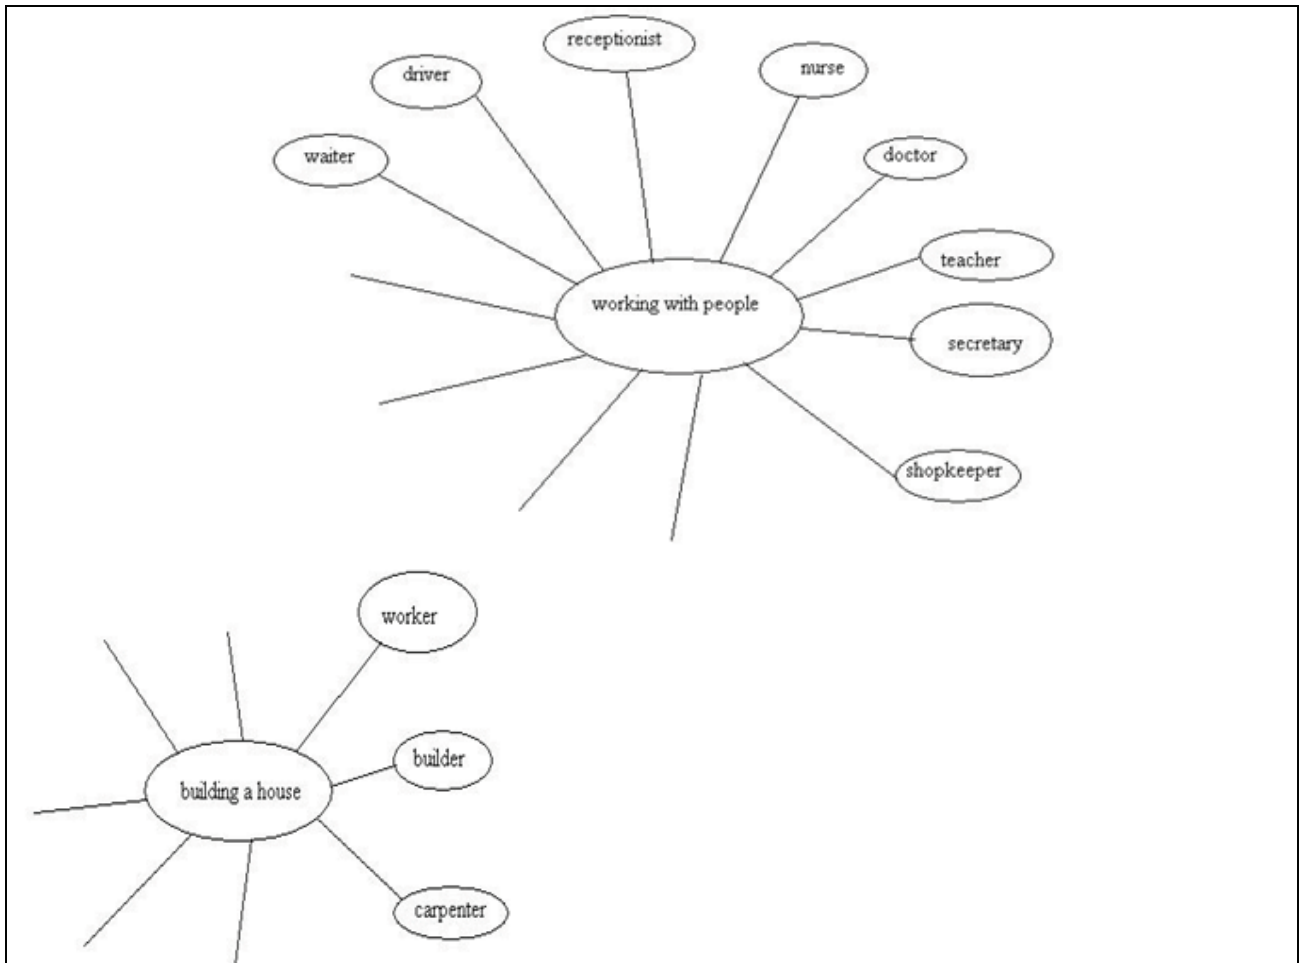 receptionist
nurse
driver
waiter
doctor
teacher
working with people
secretary
shopkeeper
worker
builder
building a house
carpenter